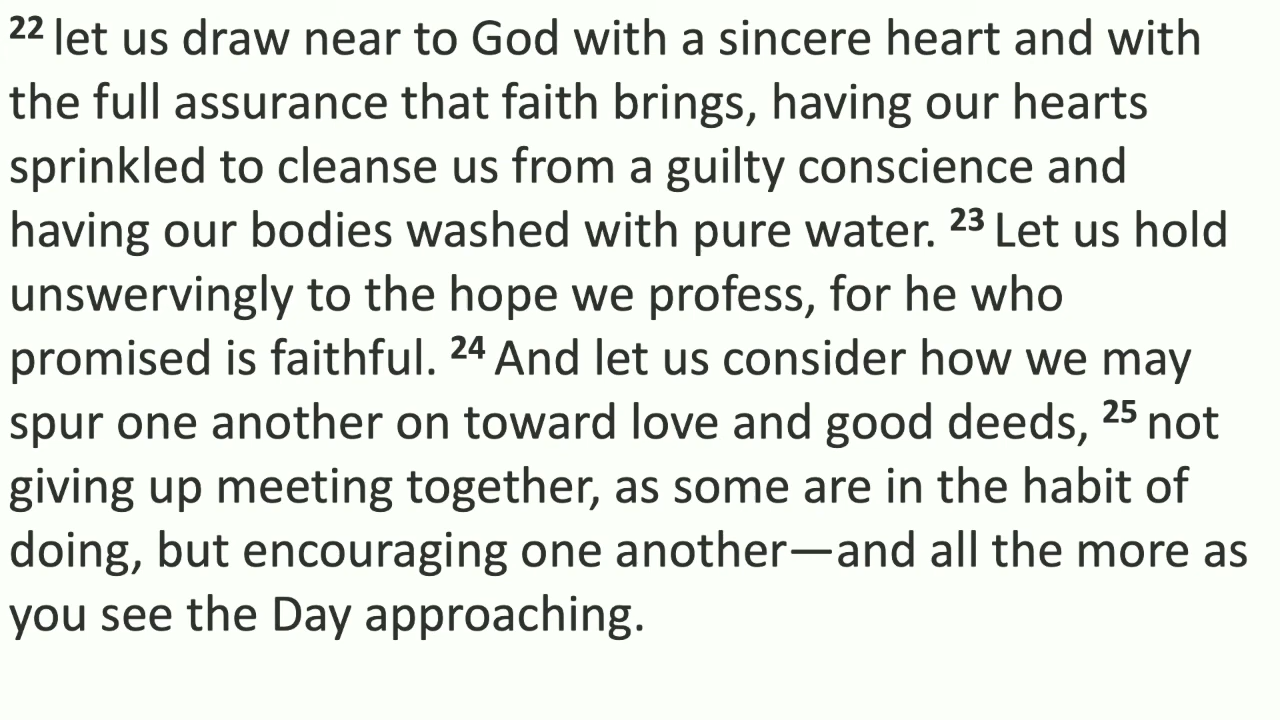 22 let us draw near to God with a sincere heart and with
the full assurance that faith brings, having our hearts
sprinkled to cleanse us from a guilty conscience and
having our bodies washed with pure water. 23 Let us hold
unswervingly to the hope we profess, for he who
promised is faithful. 24 And let us consider how we may
spur one another on toward love and good deeds, 25 not
giving up meeting together, as some are in the habit of
doing, but encouraging one another—and all the more as
you see the Day approaching.